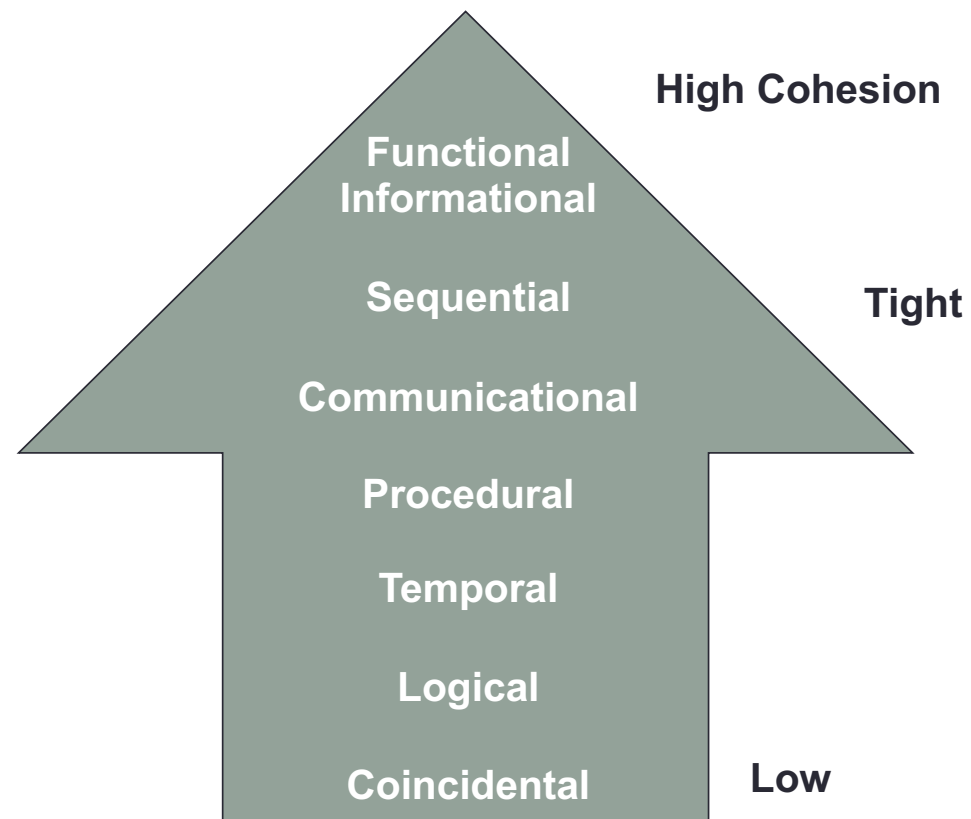 High Cohesion
Functional
Informational
Sequential
Tight
Communicational
Procedural
Temporal
Logical
Coincidental
Low